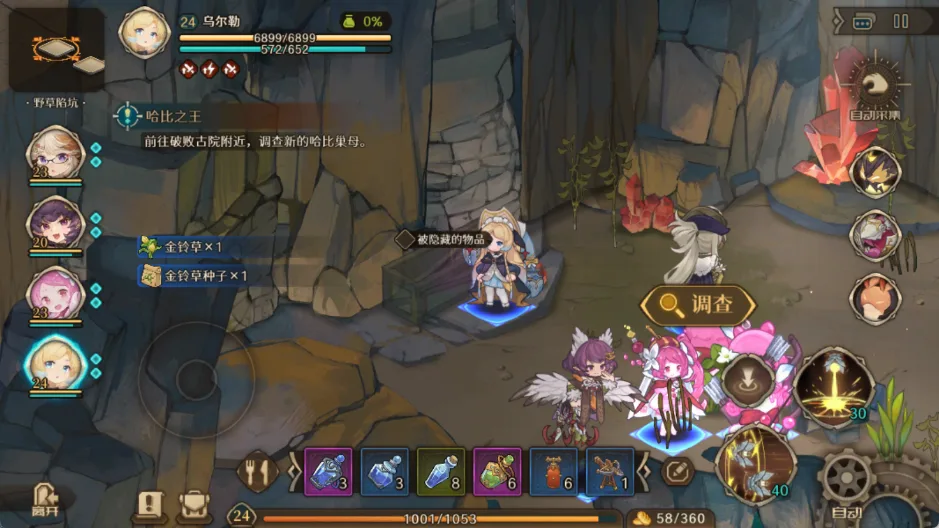 24 乌尔勒
0%
6899/6899
572/652
·野草陷坑·
哈比之王
前往破败古院附近，调查新的哈比巢母。
自动采集
23
20
23
24
金铃草×1
金铃草种子×1
被隐藏的物品
调查
30
40
3
3
8
6
6
1
离开
24
1001/1053
58/360
自动